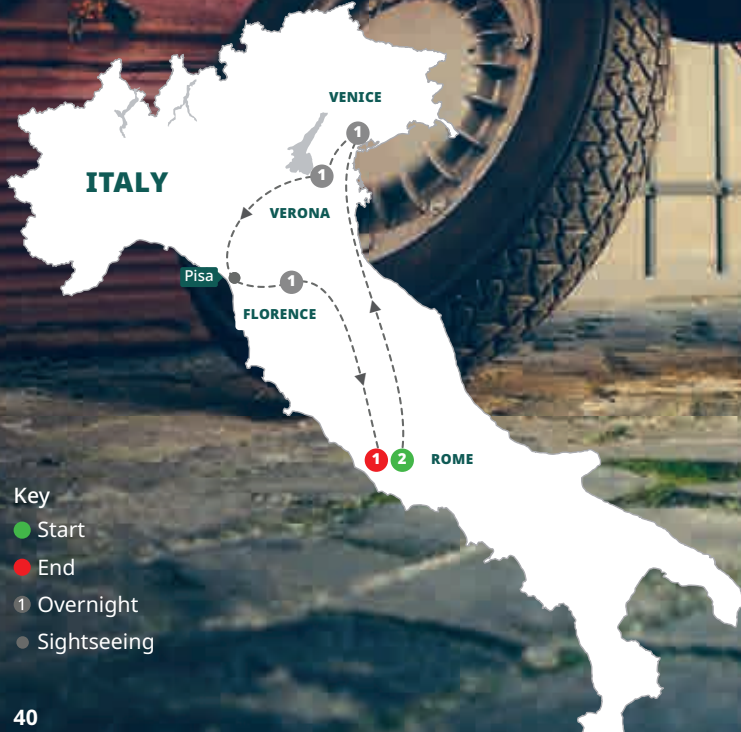 VENICE
1
ITALY
1
VERONA
Pisa
1
FLORENCE
1 2 ROME
Key
Start
End
1 Overnight
Sightseeing
40